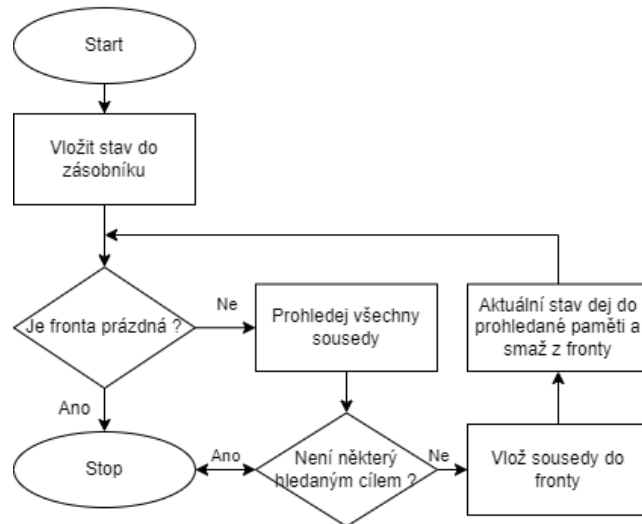 Start
Vložit stav do
zásobníku
Je fronta prázdná ?
Ne
Prohledej všechny
sousedy
Aktuální stav dej do
prohledané paměti a
smaž z fronty
Ano
Stop
Ano
Není některý
hledaným cílem ?
Ne
Vlož sousedy do
fronty